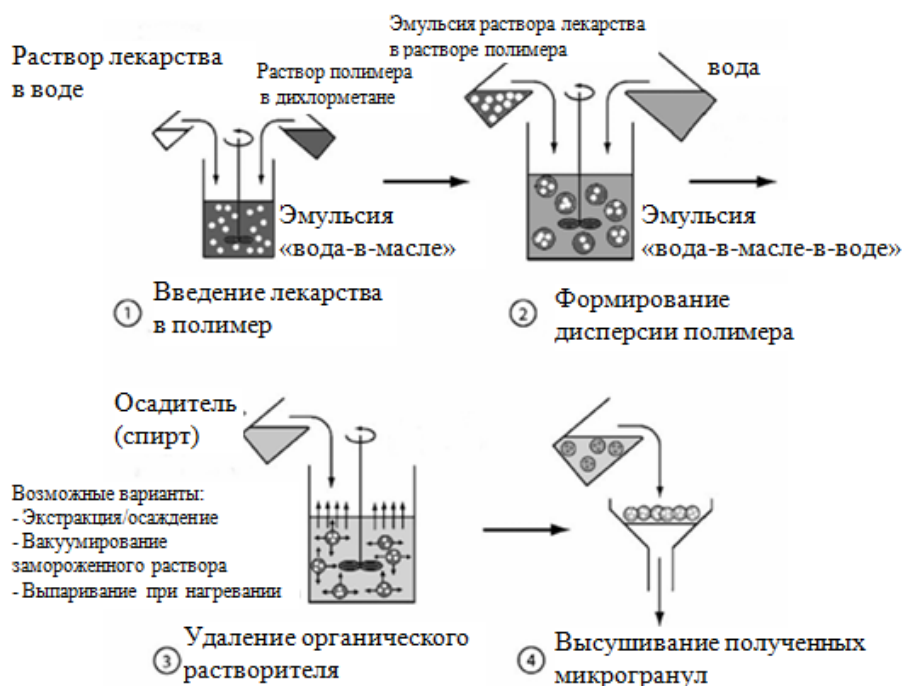 Раствор лекарства
в воде
Раствор полимера
в дихлорметане
Эмульсия
«вода-в-масле»
1 Введение лекарства
в полимер
Эмульсия раствора лекарства
в растворе полимера
вода
Эмульсия
«вода-в-масле-в-воде»
2 Формирование
дисперсии полимера
Осадитель
(спирт)
Возможные варианты:
- Экстракция/осаждение
- Вакуумирование
замороженного раствора
- Выпаривание при нагревании
3 Удаление органического
растворителя
4 Высушивание полученных
микрогранул